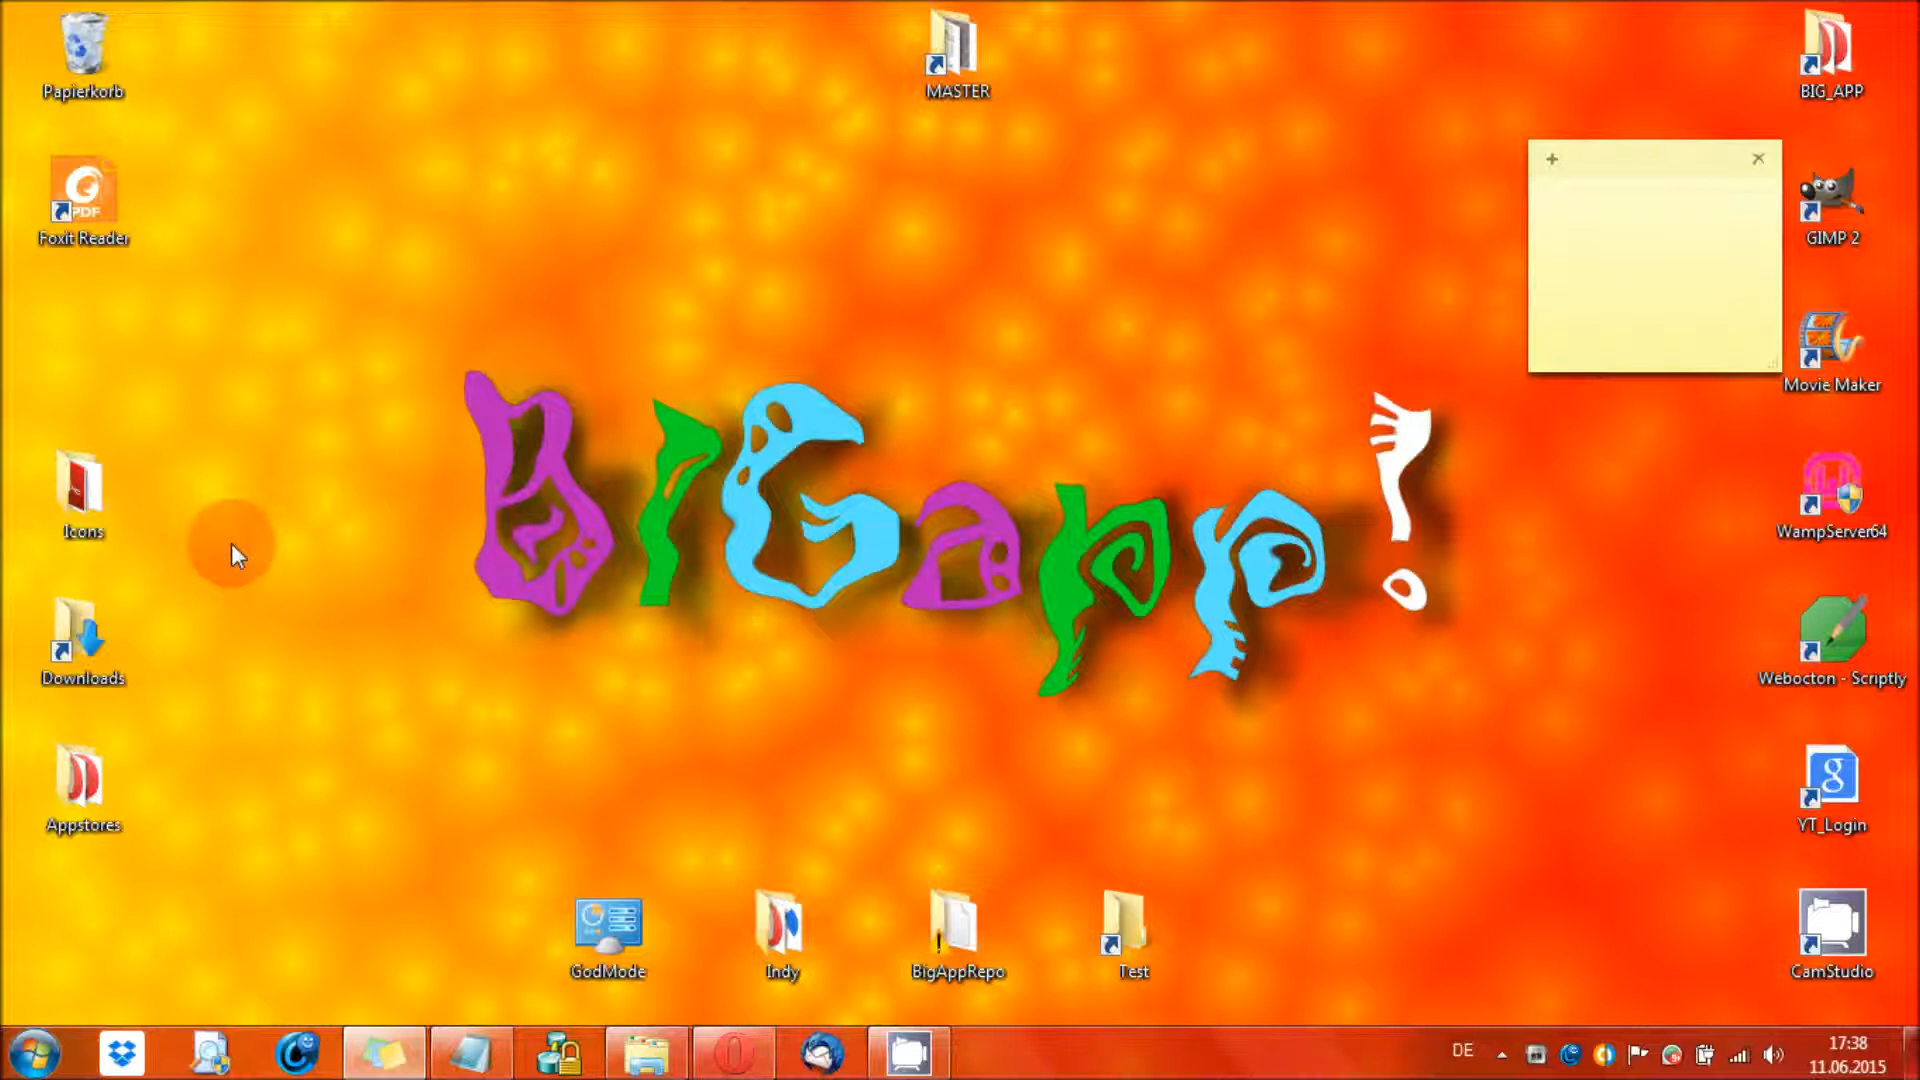 Papierkorb
MASTER
BIG_APP
PDF
Foxit Reader
GIMP 2
Movie Maker
BIGapp!
Icons
WampServer64
Downloads
Webocton - Scriptly
Appstores
g
YT_Login
GodMode
Indy
BigAppRepo
Test
CamStudio
DE
17:38
11.06.2015